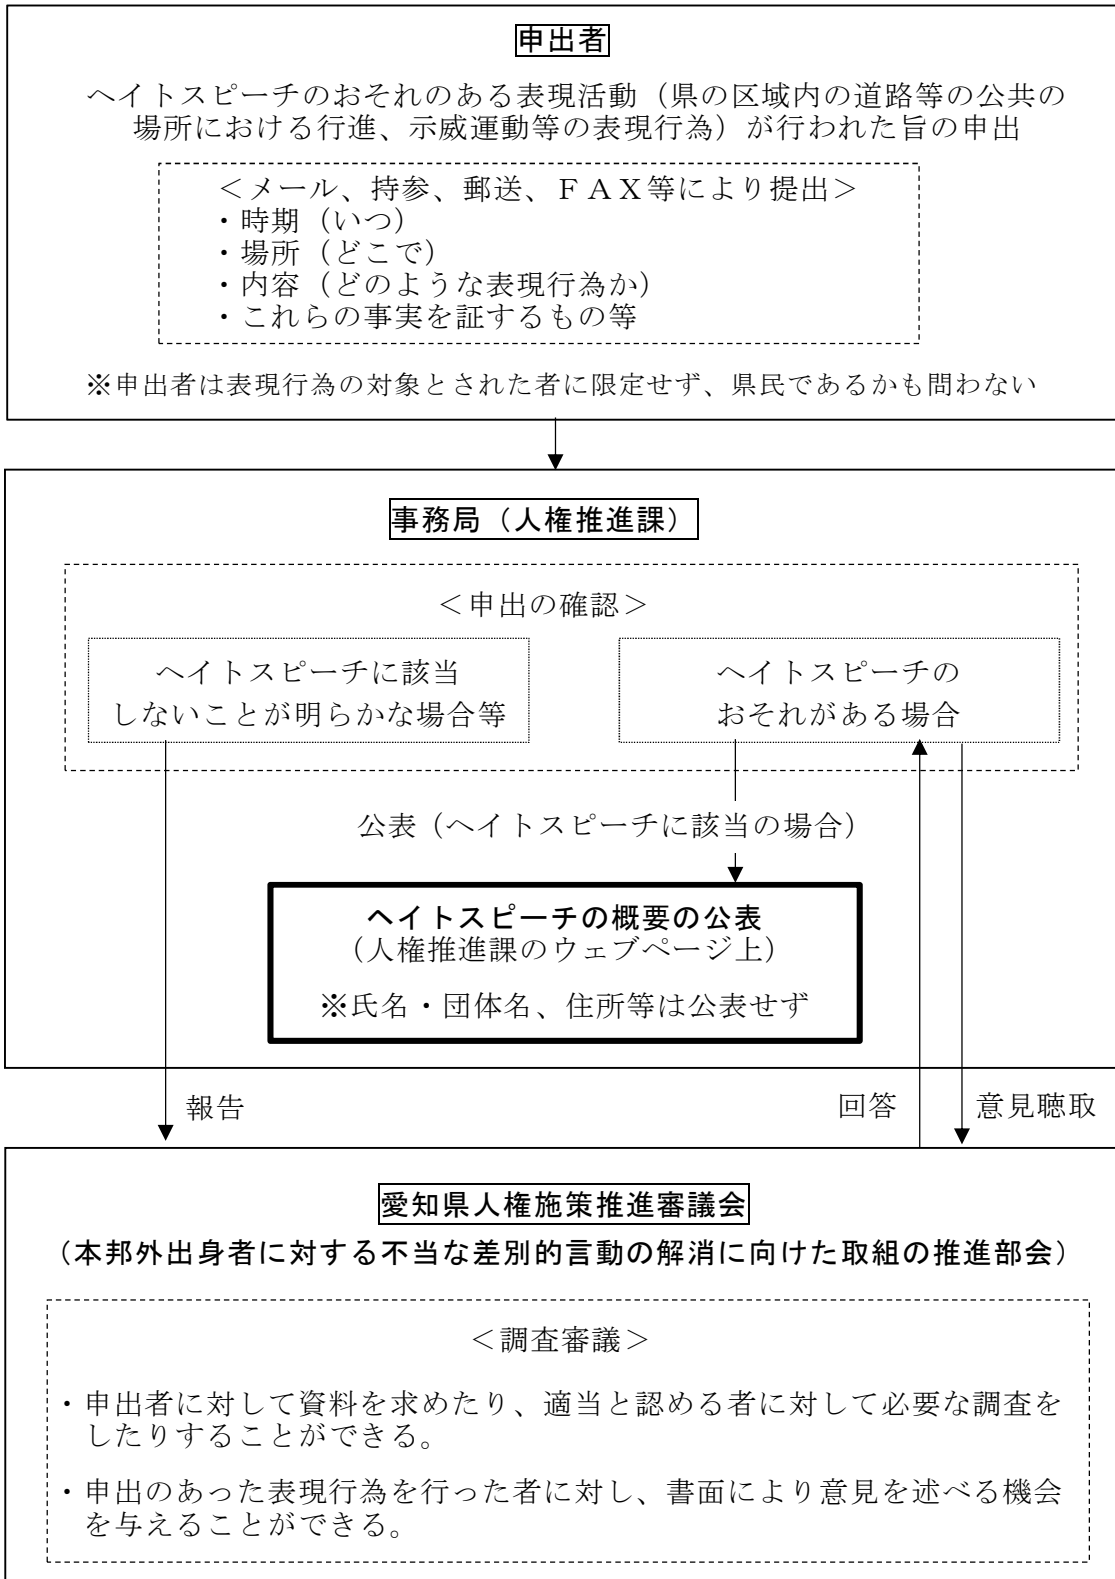 申出者
ヘイトスピーチのおそれのある表現活動（県の区域内の道路等の公共の
場所における行進、示威運動等の表現行為）が行われた旨の申出
＜メール、持参、郵送、ＦＡＸ等により提出＞
・時期（いつ）
・場所（どこで）
・内容（どのような表現行為か）
・これらの事実を証するもの等
※申出者は表現行為の対象とされた者に限定せず、県民であるかも問わない
事務局（人権推進課）
＜申出の確認＞
ヘイトスピーチに該当
しないことが明らかな場合等
ヘイトスピーチの
おそれがある場合
公表（ヘイトスピーチに該当の場合）
ヘイトスピーチの概要の公表
（人権推進課のウェブページ上）
※氏名・団体名、住所等は公表せず
報告
回答
意見聴取
愛知県人権施策推進審議会
（本邦外出身者に対する不当な差別的言動の解消に向けた取組の推進部会）
＜調査審議＞
・申出者に対して資料を求めたり、適当と認める者に対して必要な調査を
したりすることができる。
・申出のあった表現行為を行った者に対し、書面により意見を述べる機会
を与えることができる。